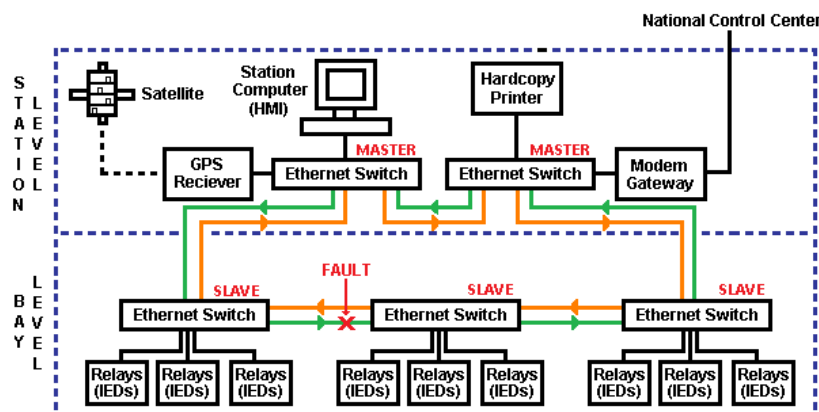 National Control Center
STATION
LEVEL
Satellite
Station
Computer
(HMI)
Hardcopy
Printer
GPS
Reciever
MASTER
Ethernet Switch
MASTER
Ethernet Switch
Modem
Gateway
BAY
LEVEL
FAULT
SLAVE
Ethernet Switch
SLAVE
Ethernet Switch
SLAVE
Ethernet Switch
Relays
(IEDs)
Relays
(IEDs)
Relays
(IEDs)
Relays
(IEDs)
Relays
(IEDs)
Relays
(IEDs)
Relays
(IEDs)
Relays
(IEDs)
Relays
(IEDs)